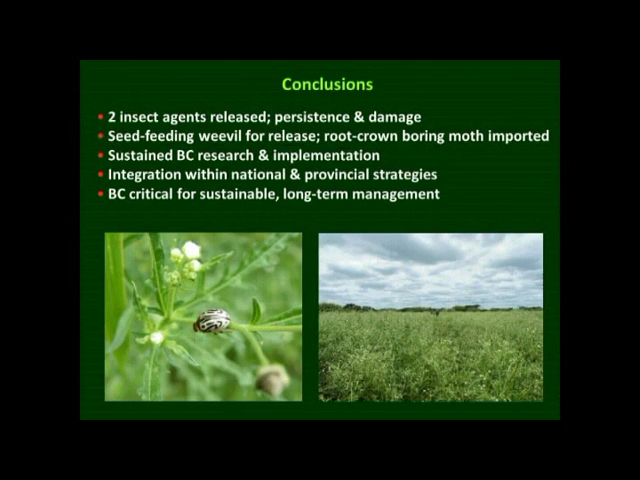 Conclusions
• 2 insect agents released; persistence & damage
• Seed-feeding weevil for release; root-crown boring moth imported
• Sustained BC research & implementation
• Integration within national & provincial strategies
• BC critical for sustainable, long-term management